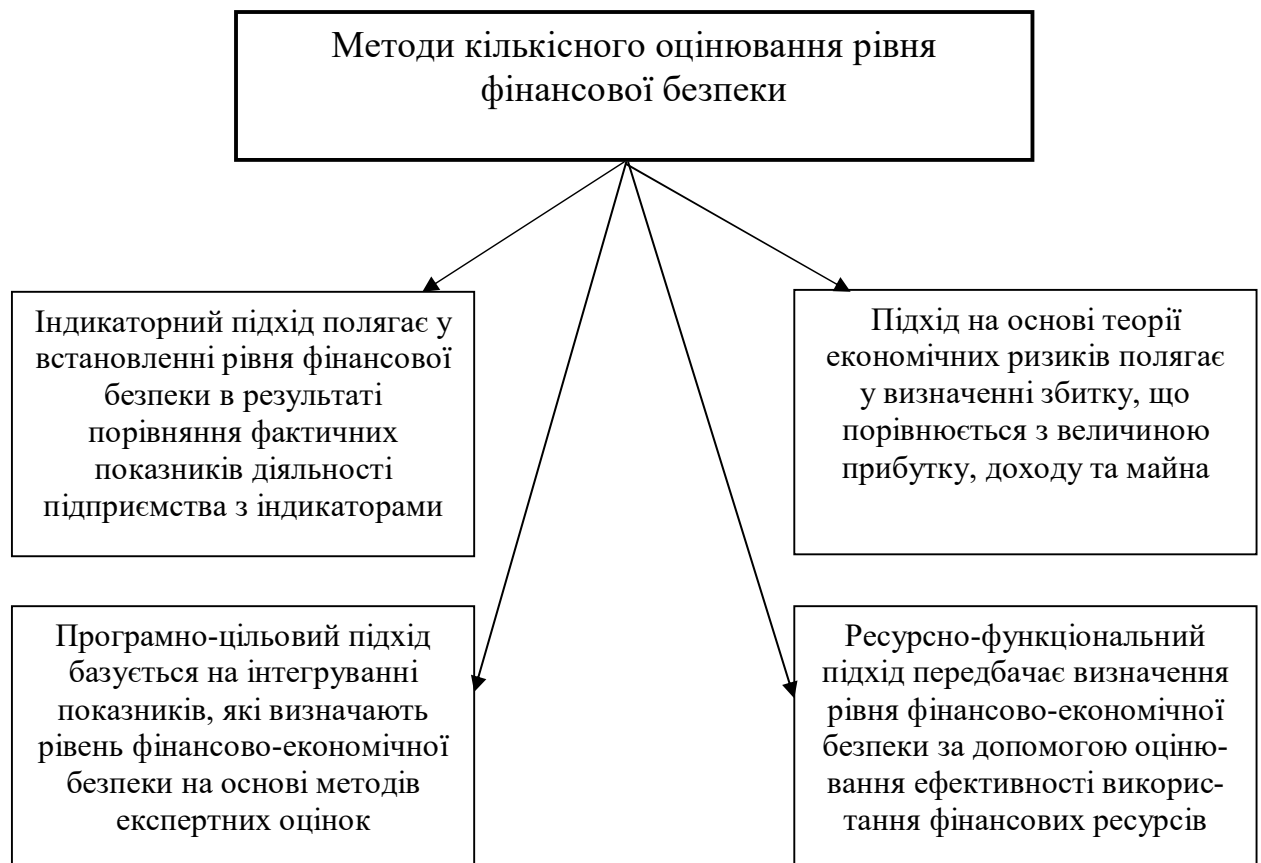 Методи кількісного оцінювання рівня
фінансової безпеки
Індикаторний підхід полягає у
встановленні рівня фінансової
безпеки в результаті
порівняння фактичних
показників діяльності
підприємства з індикаторами
Підхід на основі теорії
економічних ризиків полягає
у визначенні збитку, що
порівнюється з величиною
прибутку, доходу та майна
Програмно-цільовий підхід
базується на інтегруванні
показників, які визначають
рівень фінансово-економічної
безпеки на основі методів
експертних оцінок
Ресурсно-функціональний
підхід передбачає визначення
рівня фінансово-економічної
безпеки за допомогою оціню-
вання ефективності викорис-
тання фінансових ресурсів